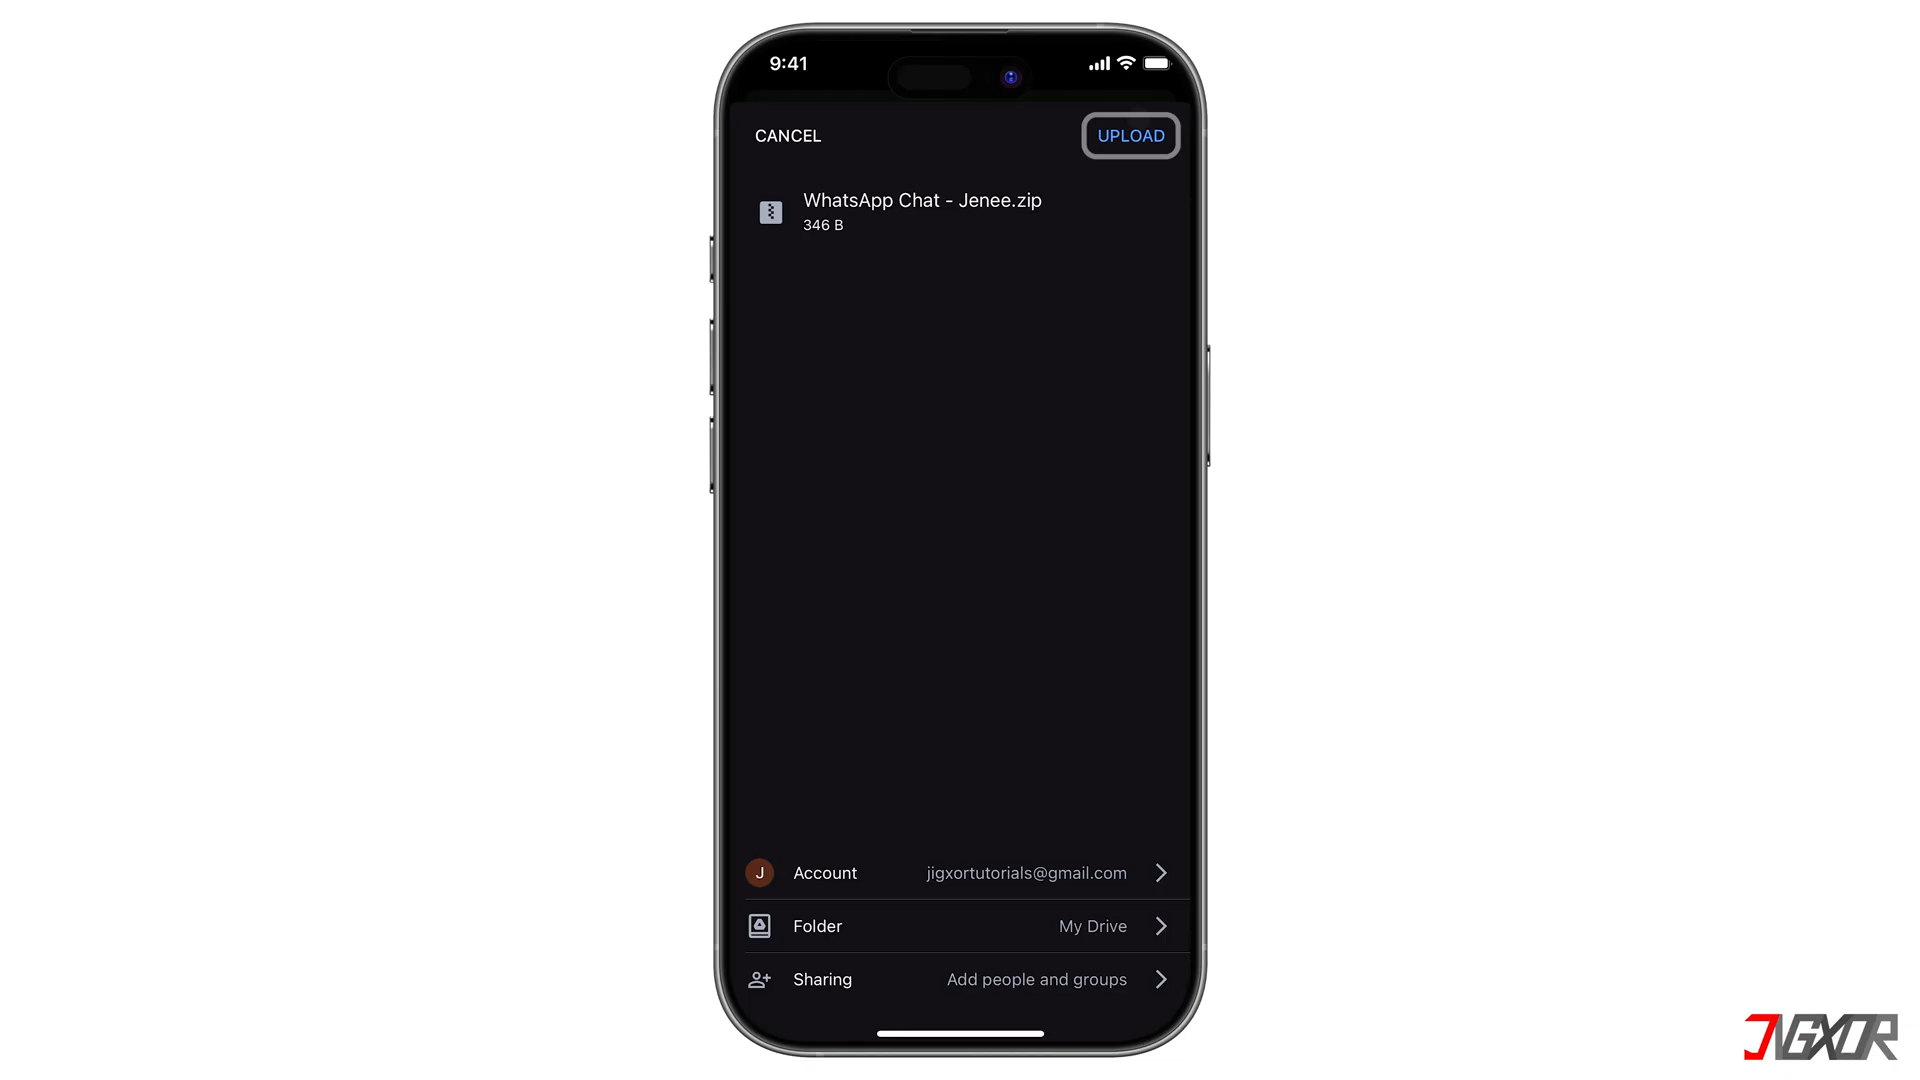 9:41
CANCEL
UPLOAD
WhatsApp Chat - Jenee.zip
346 B
J
Account
jigxortutorials@gmail.com
Folder
My Drive
Sharing
Add people and groups
JIGXOR